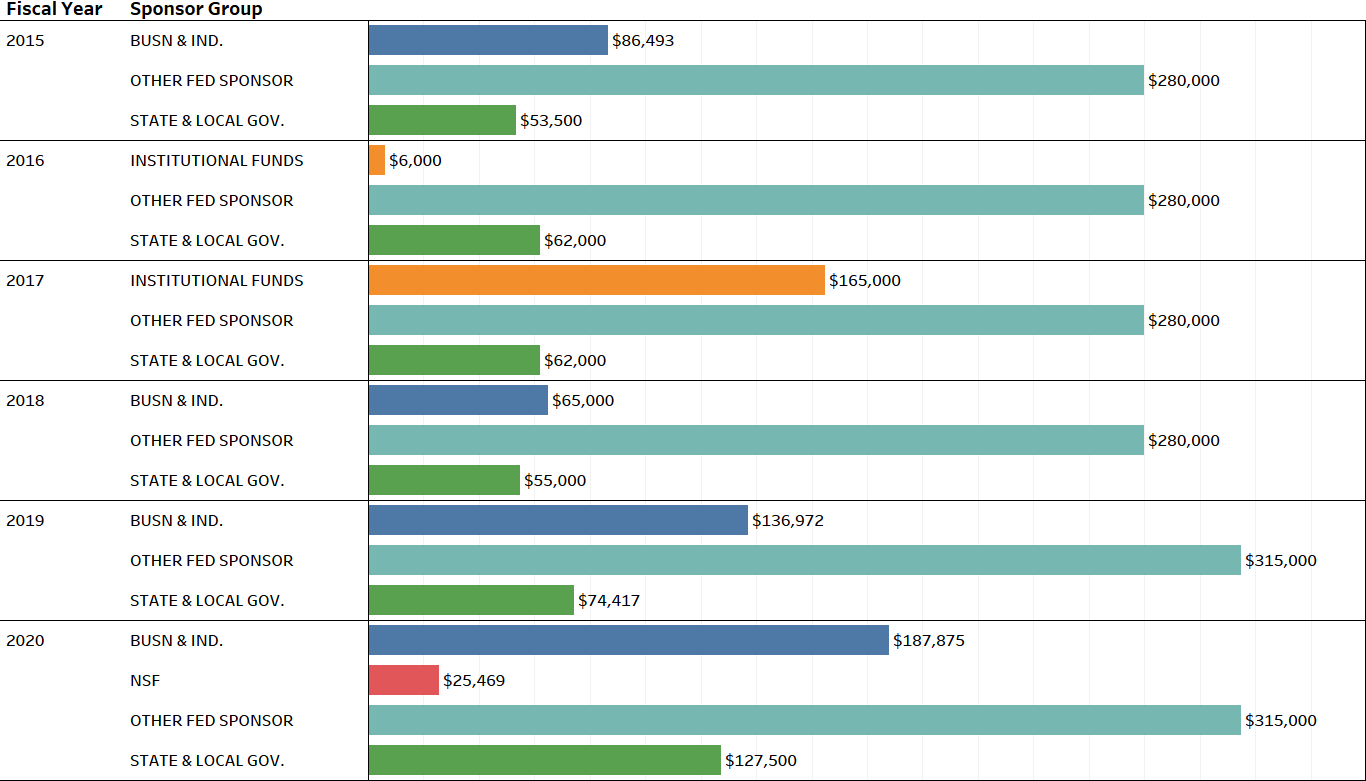 Fiscal Year Sponsor Group
2015 BUSN & IND. $86,493
OTHER FED SPONSOR $280,000
STATE & LOCAL GOV. $53,500
2016 INSTITUTIONAL FUNDS $6,000
OTHER FED SPONSOR $280,000
STATE & LOCAL GOV. $62,000
2017 INSTITUTIONAL FUNDS $165,000
OTHER FED SPONSOR $280,000
STATE & LOCAL GOV. $62,000
2018 BUSN & IND. $65,000
OTHER FED SPONSOR $280,000
STATE & LOCAL GOV. $55,000
2019 BUSN & IND. $136,972
OTHER FED SPONSOR $315,000
STATE & LOCAL GOV. $74,417
2020 BUSN & IND. $187,875
NSF $25,469
OTHER FED SPONSOR $315,000
STATE & LOCAL GOV. $127,500